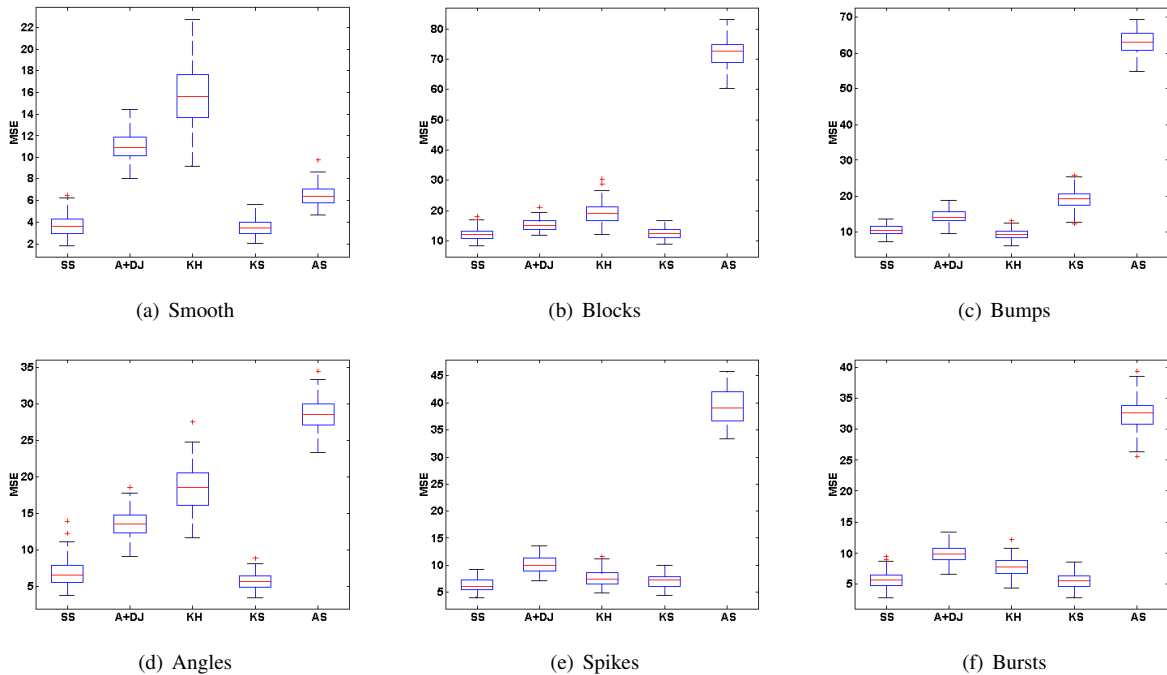 MSE
22
20
18
16
14
12
10
8
6
4
2
SS A+DJ KH KS AS
(a) Smooth
MSE
80
70
60
50
40
30
20
10
SS A+DJ KH KS AS
(b) Blocks
MSE
70
60
50
40
30
20
10
SS A+DJ KH KS AS
(c) Bumps
MSE
35
30
25
20
15
10
5
SS A+DJ KH KS AS
(d) Angles
MSE
45
40
35
30
25
20
15
10
5
SS A+DJ KH KS AS
(e) Spikes
MSE
40
35
30
25
20
15
10
5
SS A+DJ KH KS AS
(f) Bursts